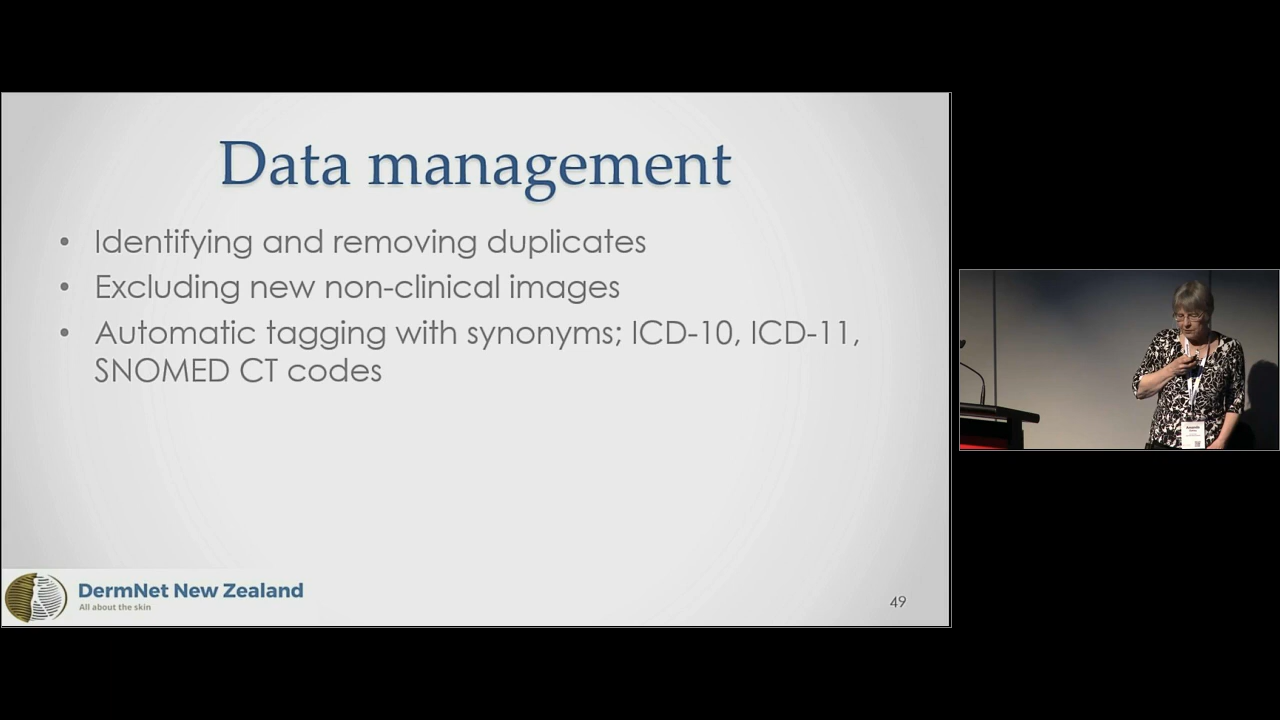 Data management
• Identifying and removing duplicates
• Excluding new non-clinical images
• Automatic tagging with synonyms; ICD-10, ICD-11,
SNOMED CT codes
DermNet New Zealand
All about the skin
49